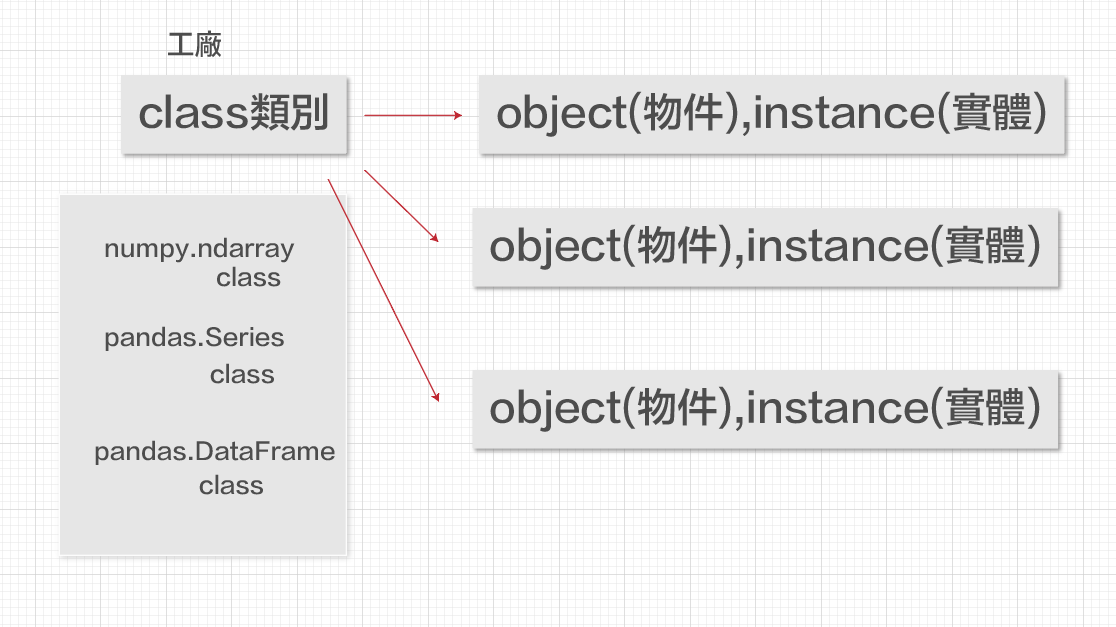 工廠
class類別
object(物件),instance(實體)
numpy.ndarray
class
object(物件),instance(實體)
pandas.Series
class
object(物件),instance(實體)
pandas.DataFrame
class